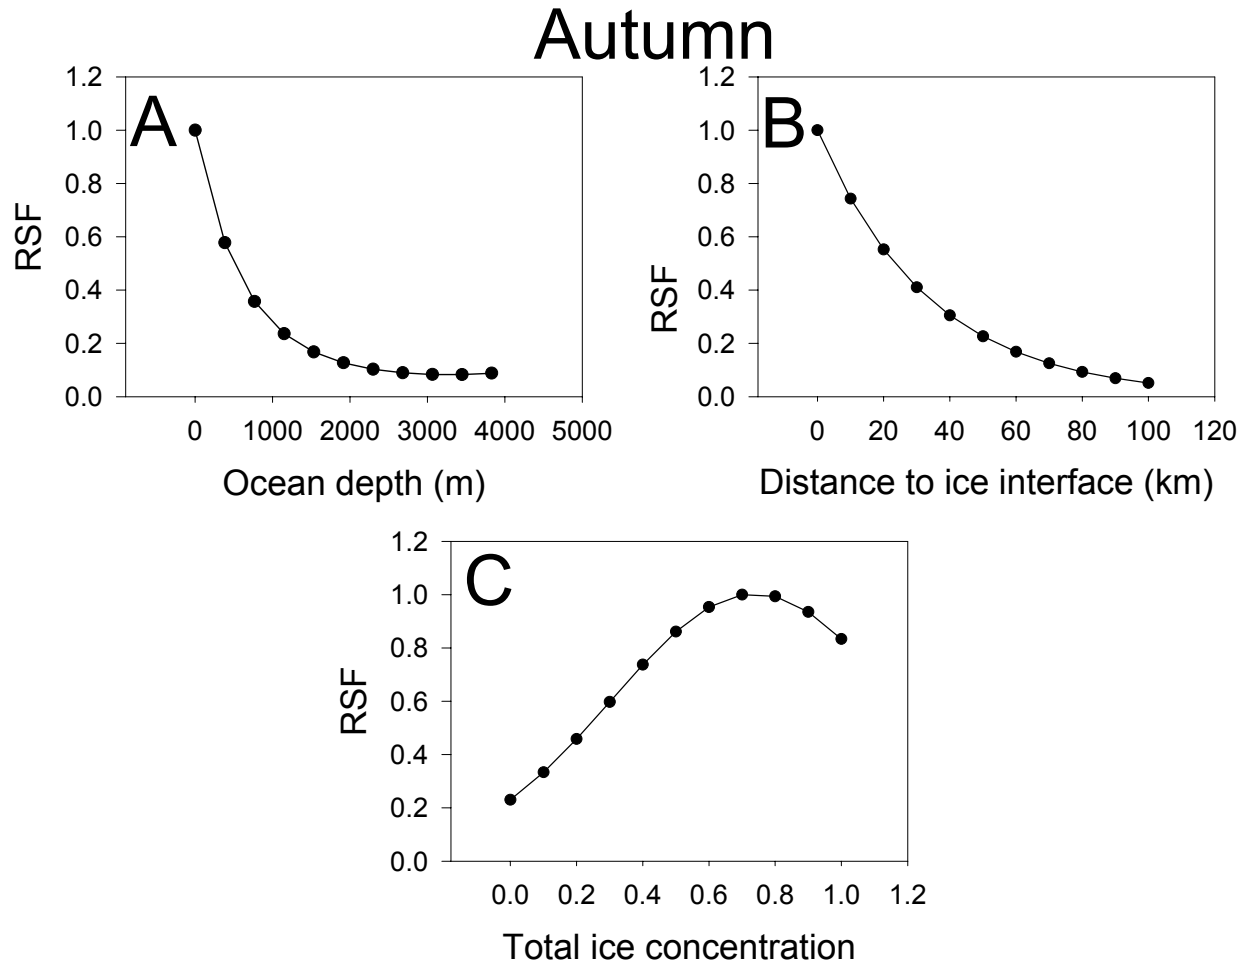 Autumn
A
RSF
1.2
1.0
0.8
0.6
0.4
0.2
0.0
0 1000 2000 3000 4000 5000
Ocean depth (m)
B
RSF
1.2
1.0
0.8
0.6
0.4
0.2
0.0
0 20 40 60 80 100 120
Distance to ice interface (km)
C
RSF
1.2
1.0
0.8
0.6
0.4
0.2
0.0
0.0 0.2 0.4 0.6 0.8 1.0 1.2
Total ice concentration